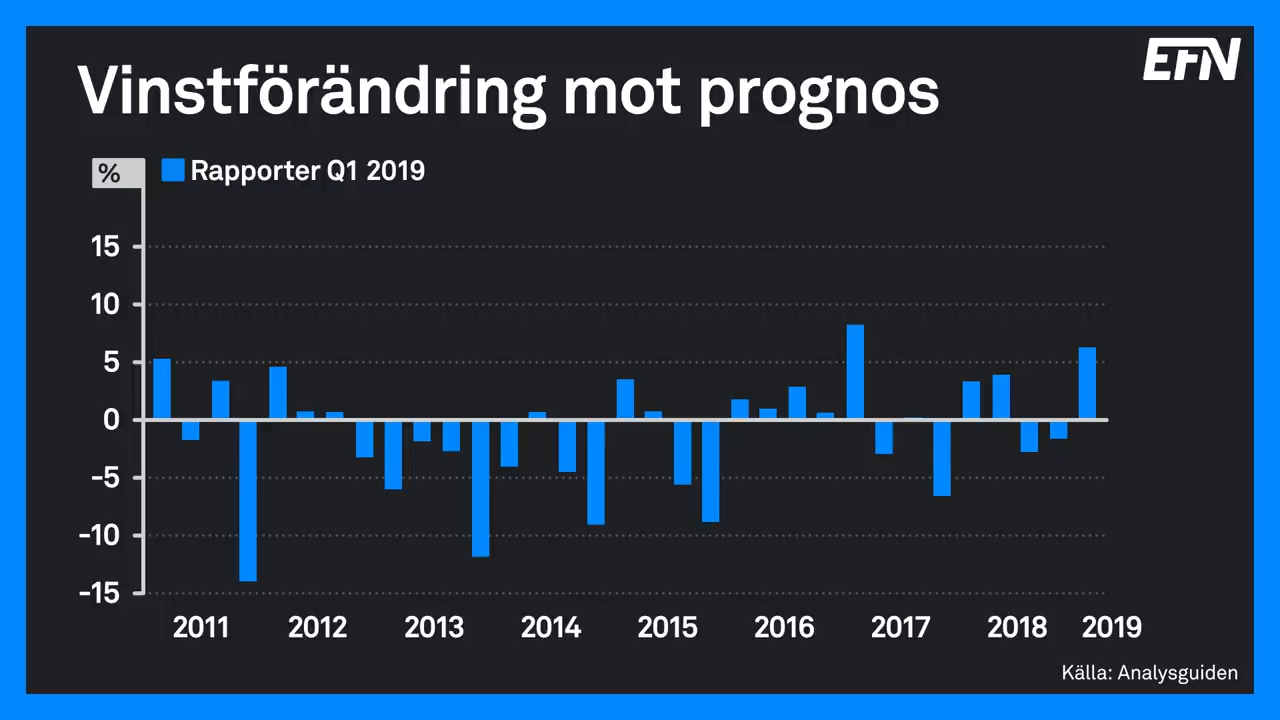 EFN
Vinstförändring mot prognos
% Rapporter Q1 2019
15
10
5
0
-5
-10
-15
2011 2012 2013 2014 2015 2016 2017 2018 2019
Källa: Analysguiden